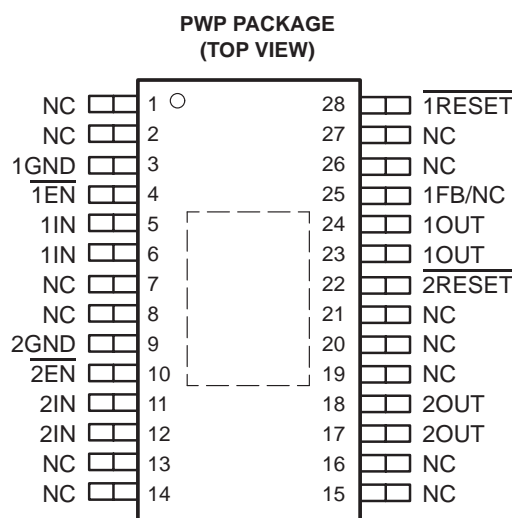 PWP PACKAGE
(TOP VIEW)
NC 1 28 1RESET
NC 2 27 NC
1GND 3 26 NC
1EN 4 25 1FB/NC
1IN 5 24 1OUT
1IN 6 23 1OUT
NC 7 22 2RESET
NC 8 21 NC
2GND 9 20 NC
2EN 10 19 NC
2IN 11 18 2OUT
2IN 12 17 2OUT
NC 13 16 NC
NC 14 15 NC